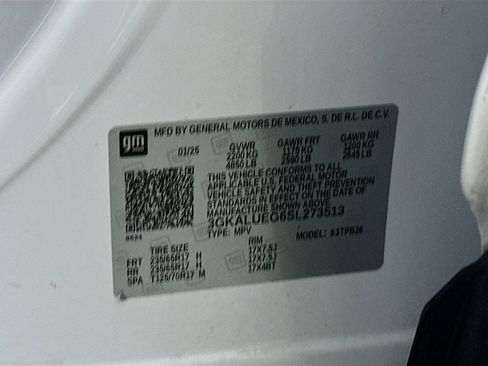 gm
MFD BY GENERAL MOTORS DE MEXICO, S. DE R.L. DE C.V.
01/25 GVWR GAWR FRT GAWR RR
2200 KG 1175 KG 1200 KG
4850 LB 2590 LB 2645 LB
THIS VEHICLE CONFORMS TO ALL
APPLICABLE U.S. FEDERAL MOTOR
VEHICLE SAFETY AND THEFT PREVENTION
STANDARDS IN EFFECT ON THE DATE OF
MANUFACTURE
3GKALUEG6SL273513
TYPE: MPV MODEL: 63TPB26
TIRE SIZE RIM
FRT 235/65R17 H 17X7.5J
RR 235/65R17 H 17X7.5J
SPA T125/70R17 M 17X4BT